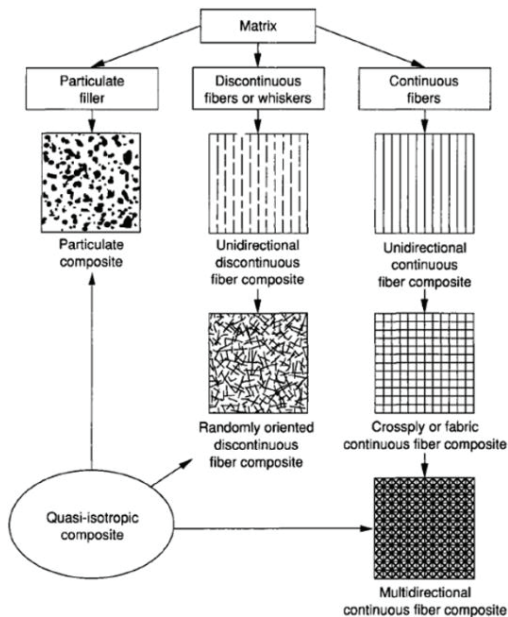 Matrix
Particulate
filler
Discontinuous
fibers or whiskers
Continuous
fibers
Particulate
composite
Unidirectional
discontinuous
fiber composite
Unidirectional
continuous
fiber composite
Randomly oriented
discontinuous
fiber composite
Crossply or fabric
continuous fiber composite
Quasi-isotropic
composite
Multidirectional
continuous fiber composite